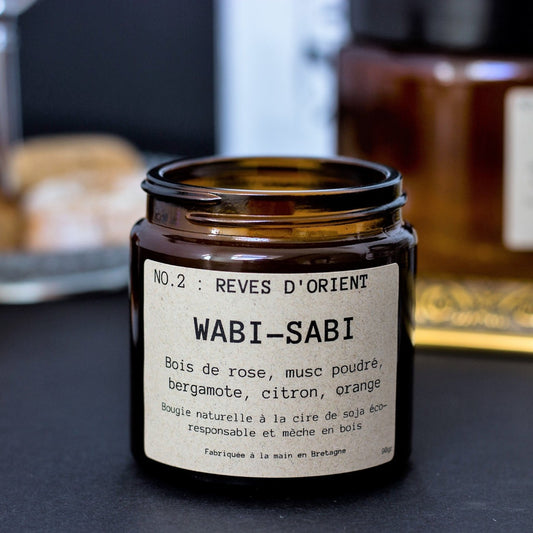 NO.2 : REVES D'ORIENT
WABI-SABI
Bois de rose, musc poudré,
bergamote, citron, orange
Bougie naturelle à la cire de soja éco-
responsable et mèche en bois
Fabriquée à la main en Bretagne
90gr